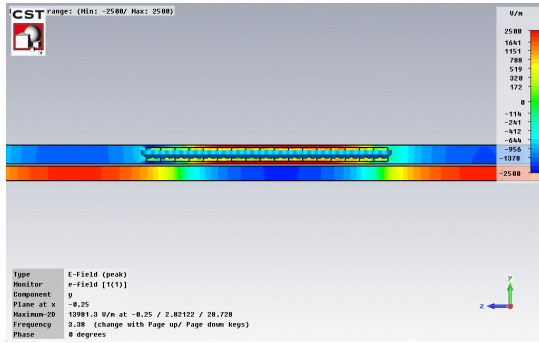 CST
range: (Min: -2500/ Max: 2500)
V/m
2500
1641
1151
788
519
320
172
0
-114
-241
-412
-644
-956
-1378
-2500
Type E-Field (peak)
Monitor e-field [1(1)]
Component y
Plane at x -0.25
Maximum-2D 13981.3 V/m at -0.25 / 2.82122 / 28.728
Frequency 3.38 (change with Page up/ Page down keys)
Phase 0 degrees
y
z